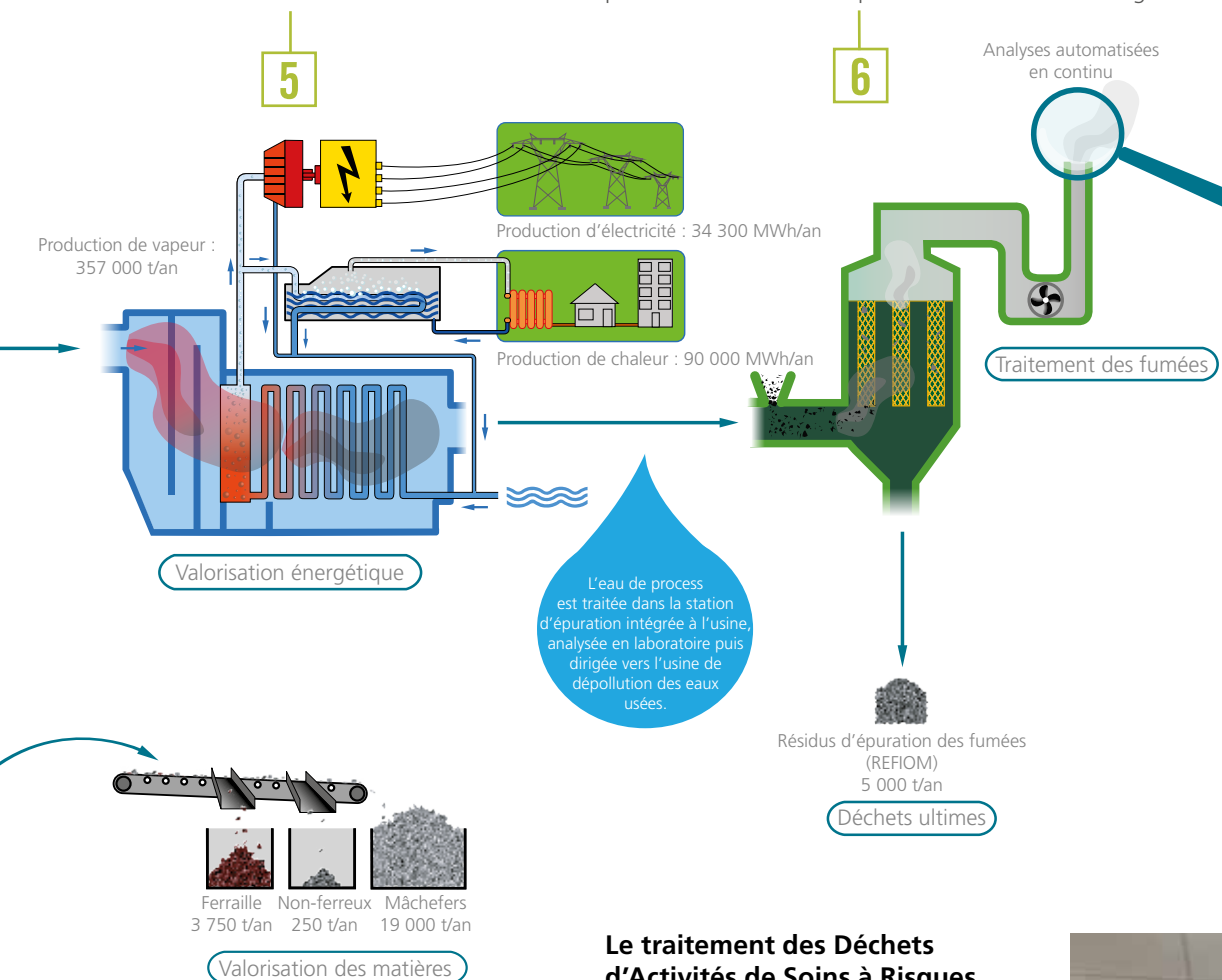 5
6
Analyses automatisées
en continu
Production de vapeur :
357 000 t/an
Production d'électricité : 34 300 MWh/an
Production de chaleur : 90 000 MWh/an
Traitement des fumées
Valorisation énergétique
L'eau de process
est traitée dans la station
d'épuration intégrée à l'usine,
analysée en laboratoire puis
dirigée vers l'usine de
dépollution des eaux
usées.
Résidus d'épuration des fumées
(REFIOM)
5 000 t/an
Déchets ultimes
Ferraille
3 750 t/an
Non-ferreux
250 t/an
Mâchefers
19 000 t/an
Valorisation des matières
Le traitement des Déchets
d'Activités de Soins à Risques